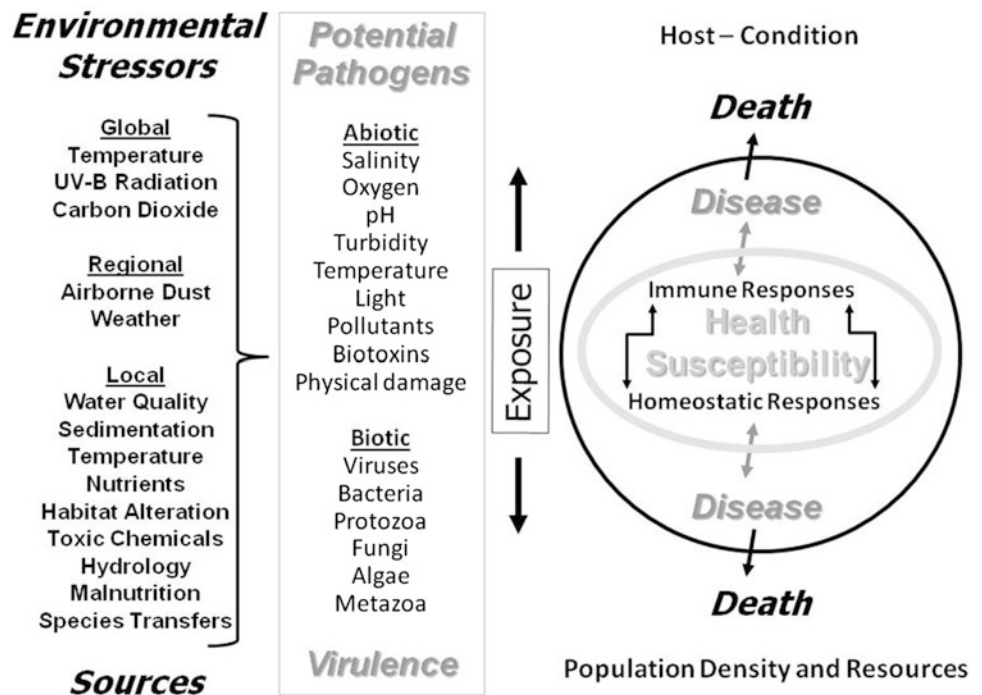 Environmental
Stressors
Global
Temperature
UV-B Radiation
Carbon Dioxide
Regional
Airborne Dust
Weather
Local
Water Quality
Sedimentation
Temperature
Nutrients
Habitat Alteration
Toxic Chemicals
Hydrology
Malnutrition
Species Transfers
Sources
Potential
Pathogens
Abiotic
Salinity
Oxygen
pH
Turbidity
Temperature
Light
Pollutants
Biotoxins
Physical damage
Biotic
Viruses
Bacteria
Protozoa
Fungi
Algae
Metazoa
Virulence
Exposure
Host – Condition
Death
Disease
Immune Responses
Health
Susceptibility
Homeostatic Responses
Disease
Death
Population Density and Resources